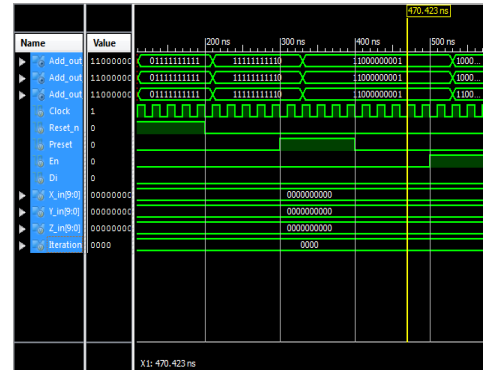 470.423 ns
Name Value 200 ns 300 ns 400 ns 500 ns
Add_out 11000000 01111111111 11111111110 11000000001 1000...
Add_out 11000000 01111111111 11111111110 11000000001 1000...
Add_out 11000000 01111111111 11111111110 11000000001 1100...
Clock 1
Reset_n 0
Preset 0
En 0
Di 0
X_in[9:0] 00000000 0000000000
Y_in[9:0] 00000000 0000000000
Z_in[9:0] 00000000 0000000000
Iteration 0000 0000
X1: 470.423 ns